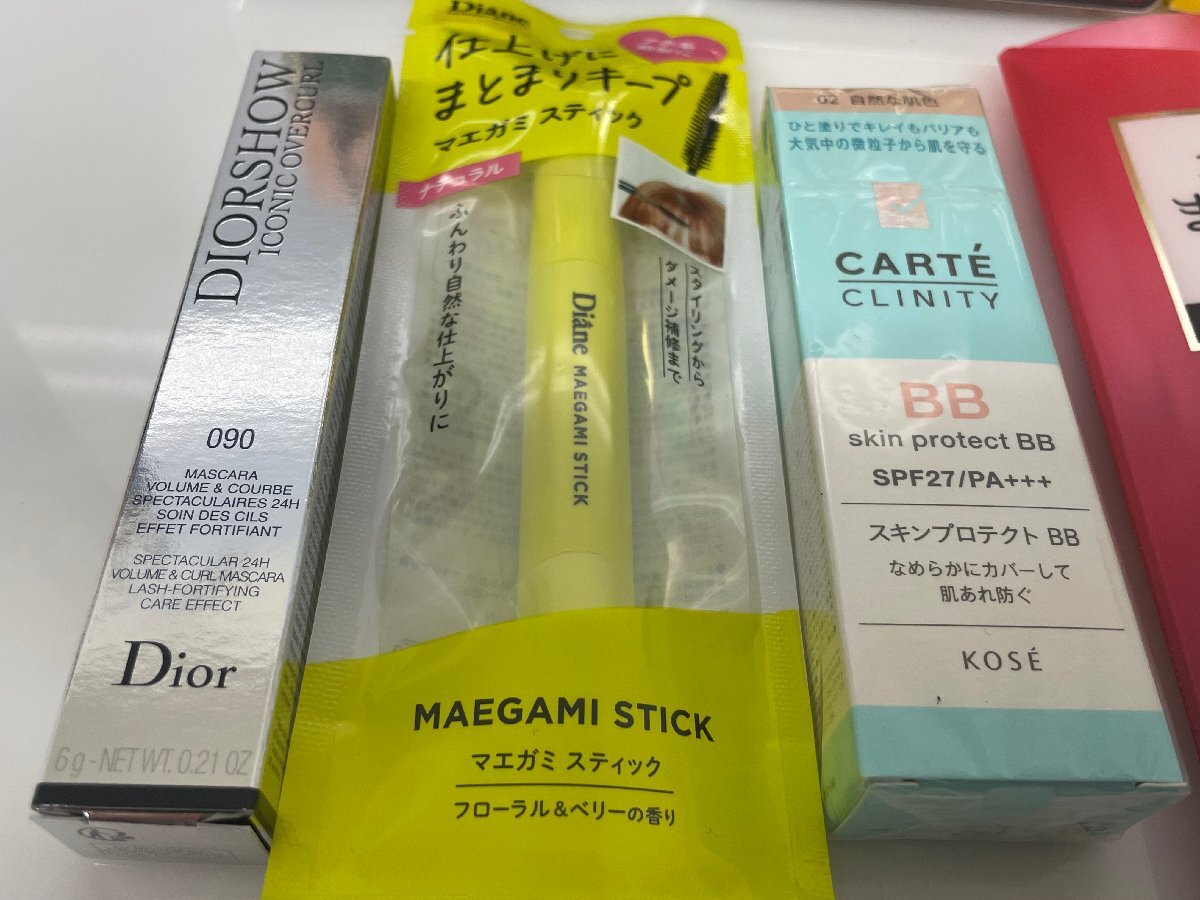 DIORSHOW
ICONIC OVERCURL
090
MASCARA
VOLUME & COURBE
SPECTACULAIRES 24H
SOIN DES CILS
EFFET FORTIFIANT
SPECTACULAR 24H
VOLUME & CURL MASCARA
LASH-FORTIFYING
CARE EFFECT
Dior
6 g - NET WT. 0.21 OZ
Diane
仕上げに
まとまりキープ
マエガミ スティック
ナチュラル
ふんわり自然な仕上がりに
スタイリングから
ダメージ補修まで
Diane MAEGAMI STICK
MAEGAMI STICK
マエガミ スティック
フローラル&ベリーの香り
02 自然な肌色
ひと塗りでキレイもバリアも
大気中の微粒子から肌を守る
CARTÉ
CLINITY
BB
skin protect BB
SPF27/PA+++
スキンプロテクト BB
なめらかにカバーして
肌あれ防ぐ
KOSÉ